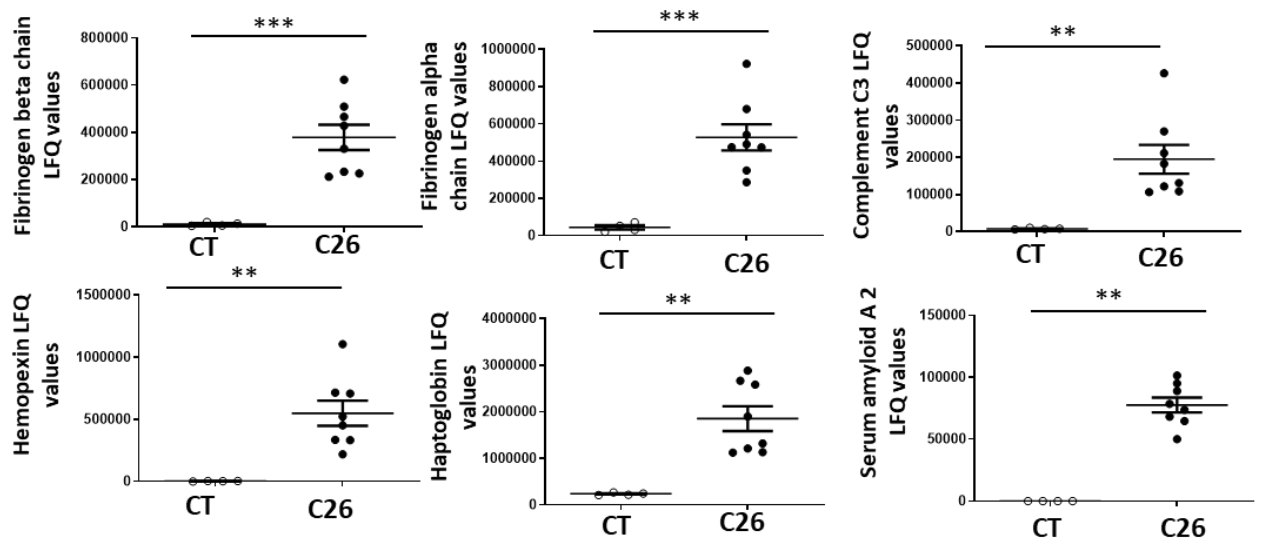 Fibrinogen beta chain
LFQ values
800000
600000
400000
200000
0
***
CT
C26
Fibrinogen alpha
chain LFQ values
1000000
800000
600000
400000
200000
0
***
CT
C26
Complement C3 LFQ
values
500000
400000
300000
200000
100000
0
**
CT
C26
Hemopexin LFQ
values
1500000
1000000
500000
0
**
CT
C26
Haptoglobin LFQ
values
4000000
3000000
2000000
1000000
0
**
CT
C26
Serum amyloid A 2
LFQ values
150000
100000
50000
0
**
CT
C26